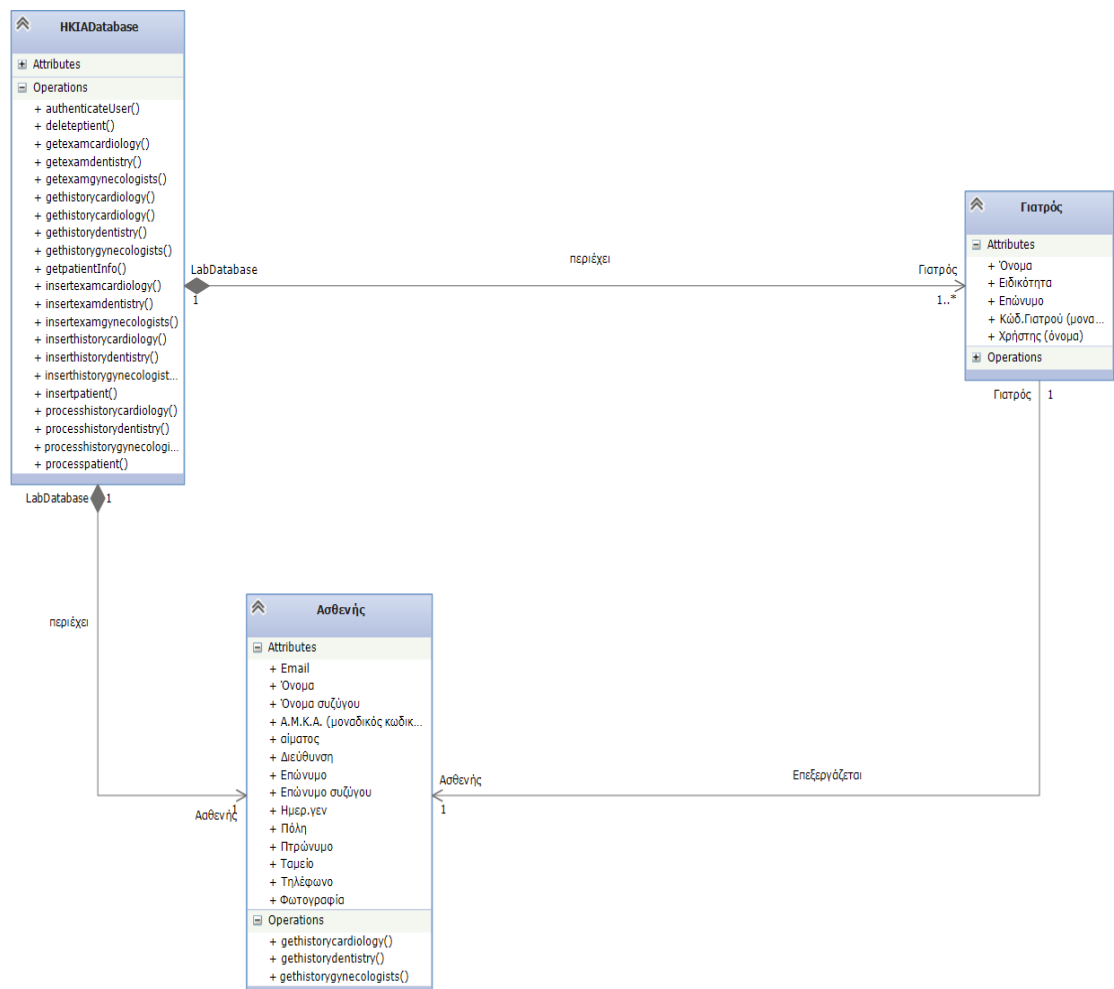 HKIADatabase
Attributes
Operations
+ authenticateUser()
+ deleteptient()
+ getexamcardiology()
+ getexamdentistry()
+ getexamgynecologists()
+ gethistorycardiology()
+ gethistorycardiology()
+ gethistorydentistry()
+ gethistorygynecologists()
+ getpatientInfo()
+ insertexamcardiology()
+ insertexamdentistry()
+ insertexamgynecologists()
+ inserthistorycardiology()
+ inserthistorydentistry()
+ inserthistorygynecologist...
+ insertpatient()
+ processhistorycardiology()
+ processhistorydentistry()
+ processhistorygynecologi...
+ processpatient()
LabDatabase
1
περιέχει
Γιατρός
1..*
Γιατρός
Attributes
+ Όνομα
+ Ειδικότητα
+ Επώνυμο
+ Κώδ.Γιατρού (μονα...
+ Χρήστης (όνομα)
Operations
Γιατρός 1
LabDatabase 1
περιέχει
Ααθενής
1
Ασθενής
Attributes
+ Email
+ Όνομα
+ Όνομα συζύγου
+ Α.Μ.Κ.Α. (μοναδικός κωδικ...
+ αίματος
+ Διεύθυνση
+ Επώνυμο
+ Επώνυμο συζύγου
+ Ημερ.γεν
+ Πόλη
+ Πτρώνυμο
+ Ταμείο
+ Τηλέφωνο
+ Φωτογραφία
Operations
+ gethistorycardiology()
+ gethistorydentistry()
+ gethistorygynecologists()
Ασθενής
1
Επεξεργάζεται